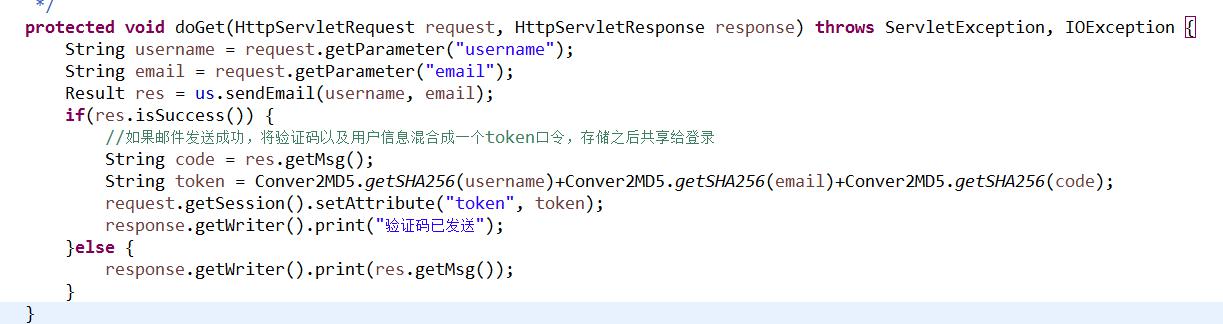 */
protected void doGet(HttpServletRequest request, HttpServletResponse response) throws ServletException, IOException {
String username = request.getParameter("username");
String email = request.getParameter("email");
Result res = us.sendEmail(username, email);
if(res.isSuccess()) {
//如果邮件发送成功，将验证码以及用户信息混合成一个token口令，存储之后共享给登录
String code = res.getMsg();
String token = Conver2MD5.getSHA256(username)+Conver2MD5.getSHA256(email)+Conver2MD5.getSHA256(code);
request.getSession().setAttribute("token", token);
response.getWriter().print("验证码已发送");
}else {
response.getWriter().print(res.getMsg());
}
}